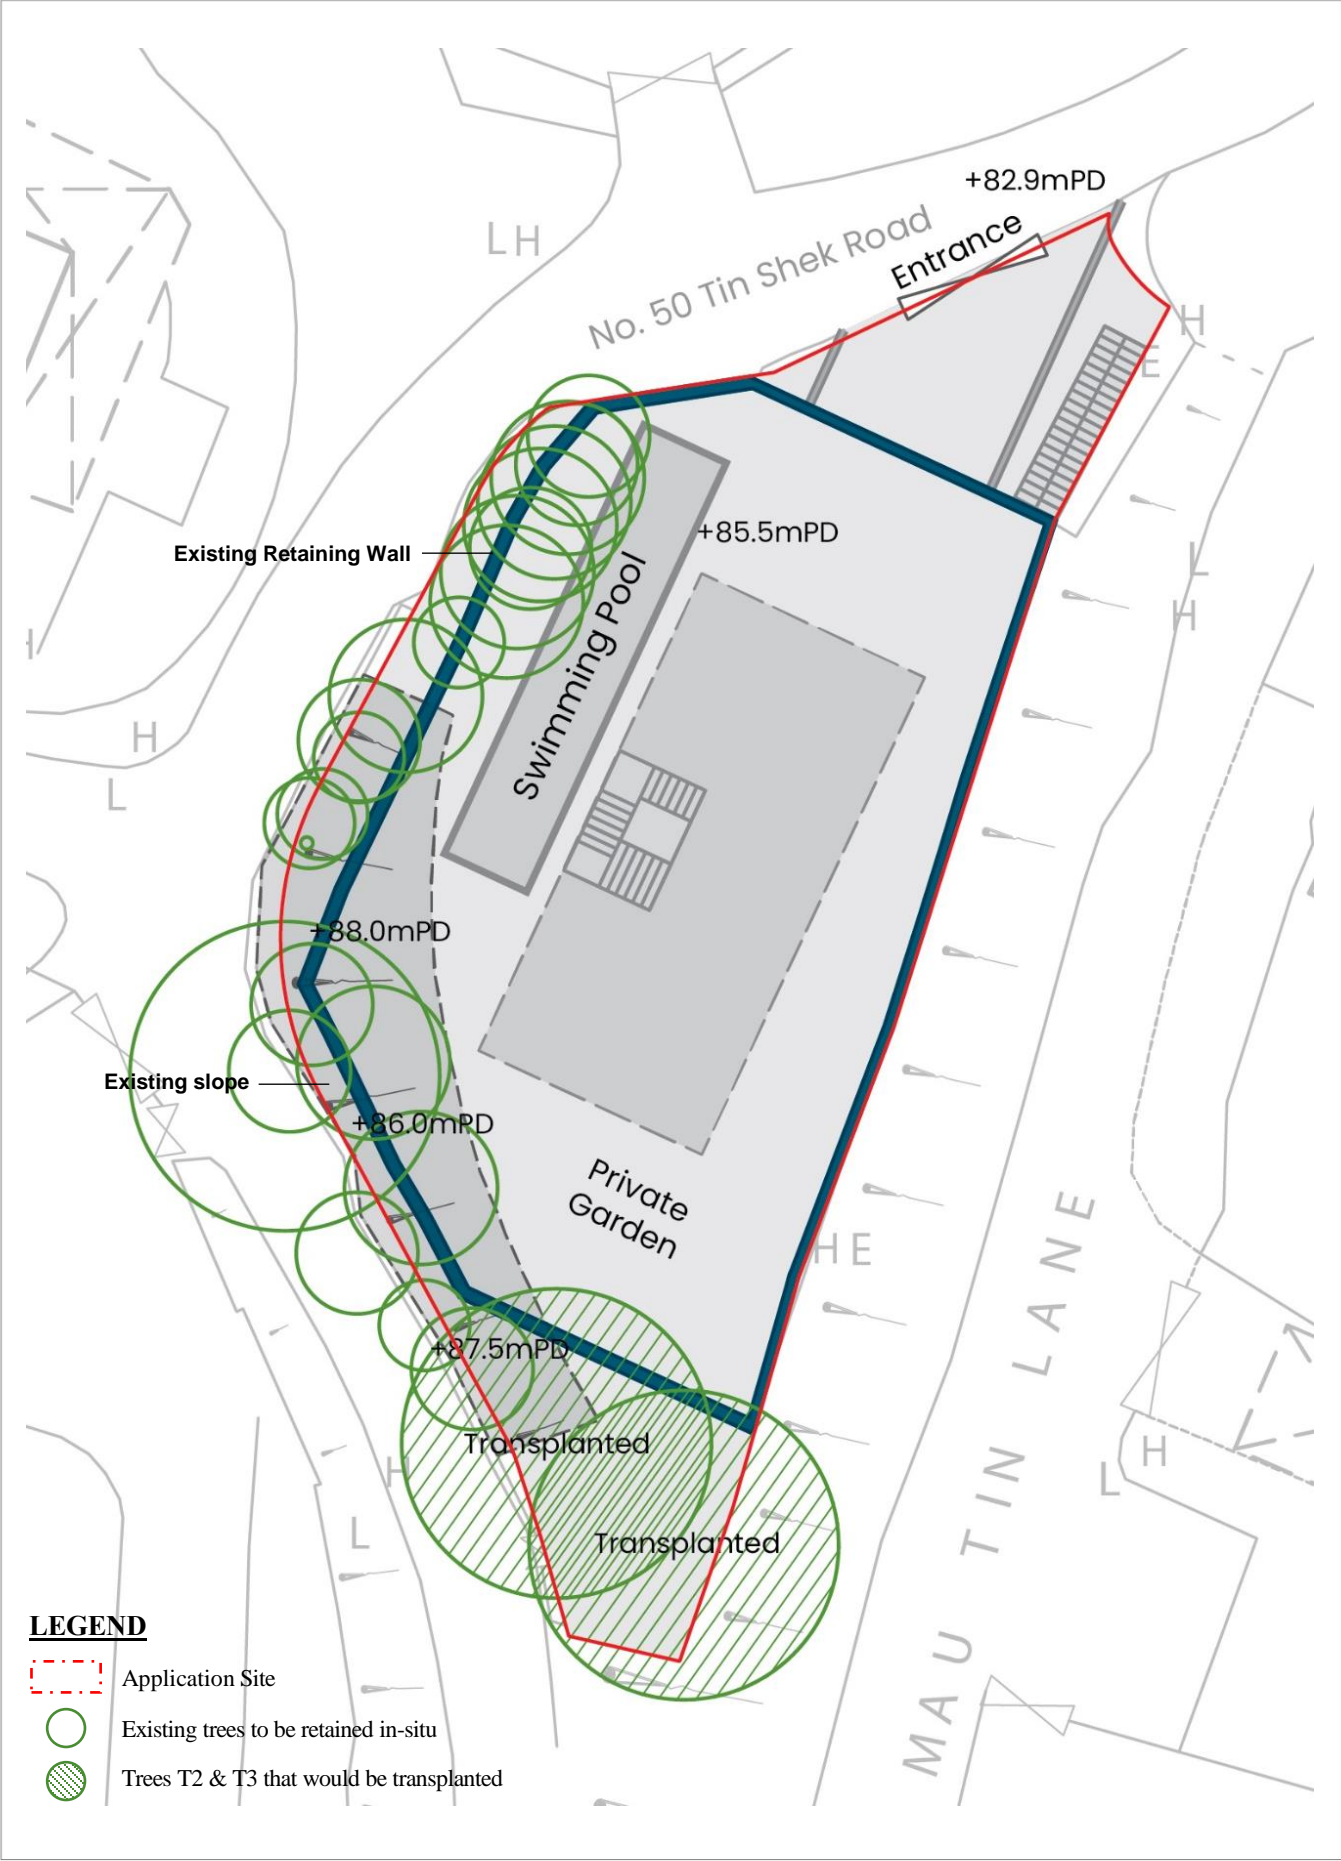 +82.9mPD
Entrance
No. 50 Tin Shek Road
LH
H
E
+85.5mPD
Existing Retaining Wall
L
H
Swimming Pool
H
H
L
+88.0mPD
Existing slope
+86.0mPD
Private
Garden
HE
+87.5mPD
Transplanted
H
L
H
L
Transplanted
MAU TIN LANE
LEGEND
Application Site
Existing trees to be retained in-situ
Trees T2 & T3 that would be transplanted